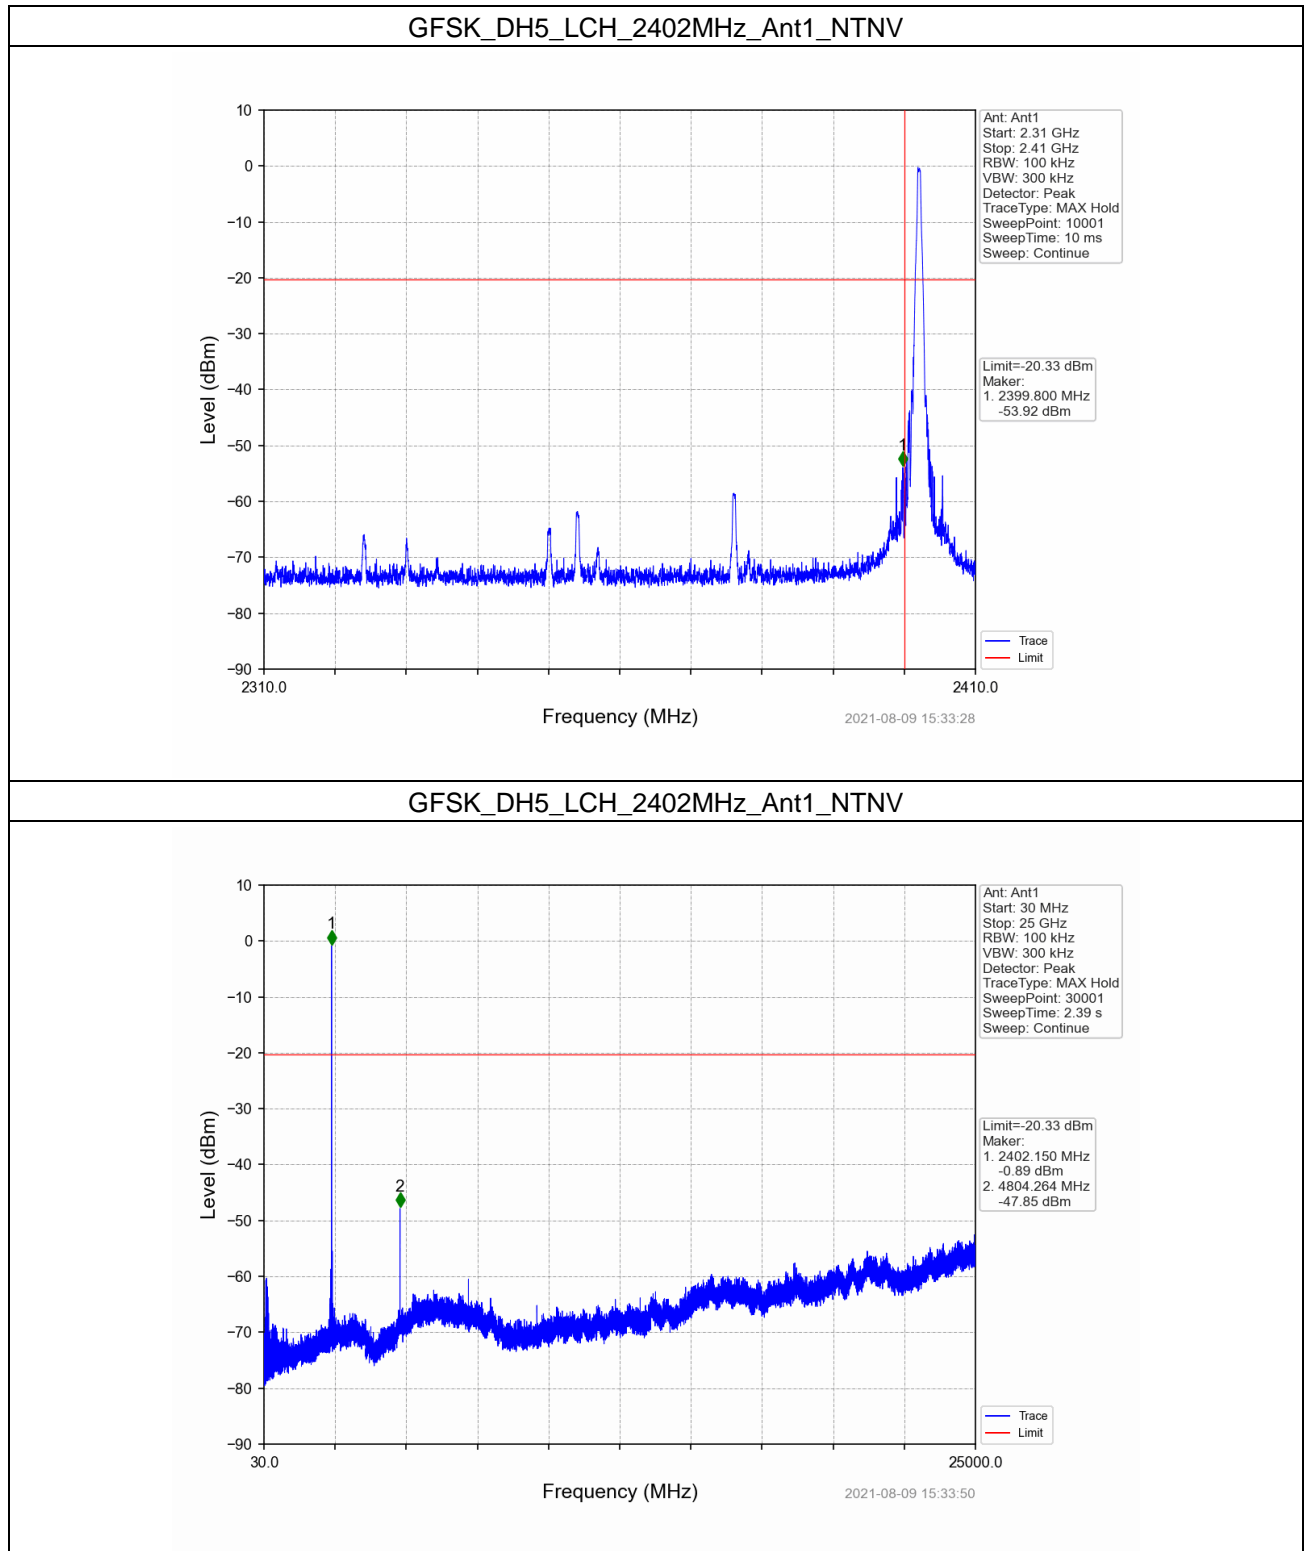 GFSK_DH5_LCH_2402MHz_Ant1_NTNV
10
0
−10
−20
−30
−40
−50
−60
−70
−80
−90
Level (dBm)
1
2310.0
2410.0
Frequency (MHz)
2021-08-09 15:33:28
Ant: Ant1
Start: 2.31 GHz
Stop: 2.41 GHz
RBW: 100 kHz
VBW: 300 kHz
Detector: Peak
TraceType: MAX Hold
SweepPoint: 10001
SweepTime: 10 ms
Sweep: Continue
Limit=-20.33 dBm
Maker:
1. 2399.800 MHz
-53.92 dBm
Trace
Limit
GFSK_DH5_LCH_2402MHz_Ant1_NTNV
10
0
−10
−20
−30
−40
−50
−60
−70
−80
−90
Level (dBm)
1
2
30.0
25000.0
Frequency (MHz)
2021-08-09 15:33:50
Ant: Ant1
Start: 30 MHz
Stop: 25 GHz
RBW: 100 kHz
VBW: 300 kHz
Detector: Peak
TraceType: MAX Hold
SweepPoint: 30001
SweepTime: 2.39 s
Sweep: Continue
Limit=-20.33 dBm
Maker:
1. 2402.150 MHz
-0.89 dBm
2. 4804.264 MHz
-47.85 dBm
Trace
Limit